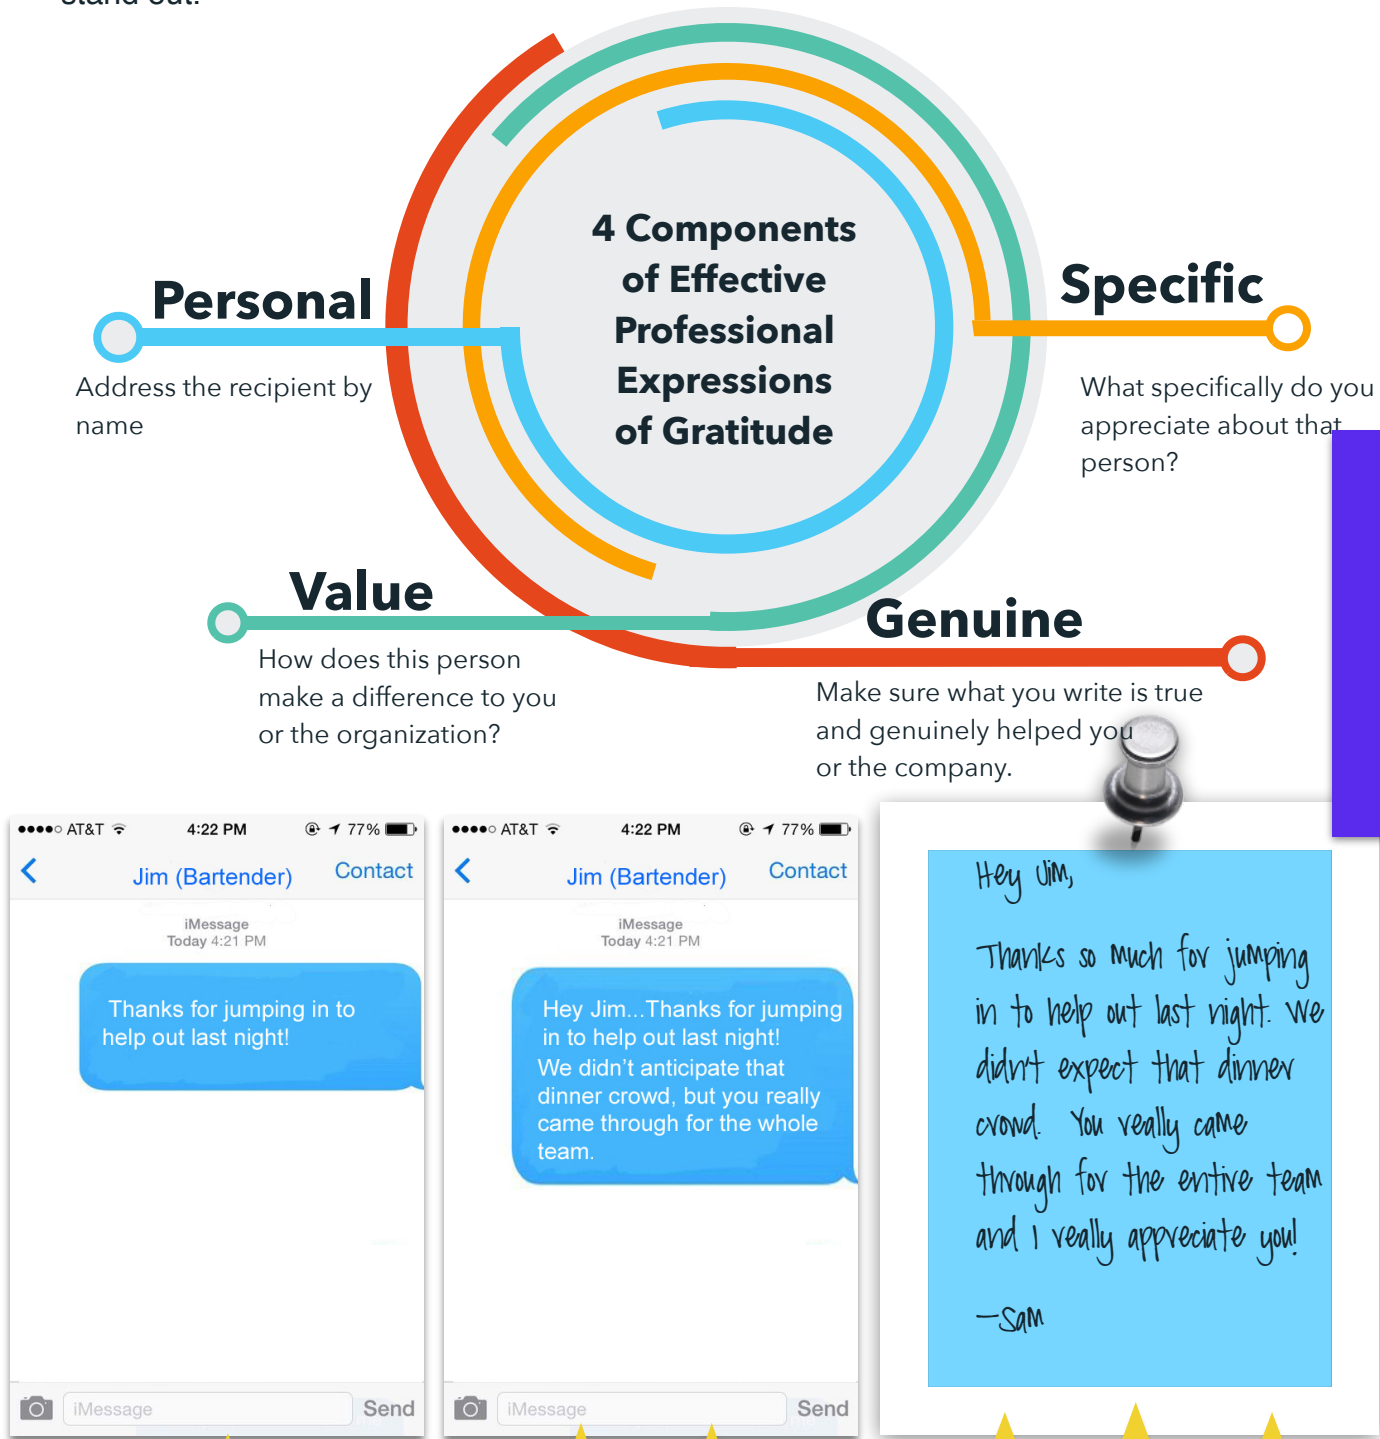 stand out.
4 Components
of Effective
Professional
Expressions
of Gratitude
Personal
Address the recipient by
name
Specific
What specifically do you
appreciate about that
person?
Value
How does this person
make a difference to you
or the organization?
Genuine
Make sure what you write is true
and genuinely helped you
or the company.
AT&T 4:22 PM 77%
Jim (Bartender) Contact
iMessage
Today 4:21 PM
Thanks for jumping in to
help out last night!
iMessage Send
AT&T 4:22 PM 77%
Jim (Bartender) Contact
iMessage
Today 4:21 PM
Hey Jim...Thanks for jumping
in to help out last night!
We didn't anticipate that
dinner crowd, but you really
came through for the whole
team.
iMessage Send
Hey Jim,
Thanks so much for jumping
in to help out last night. We
didn't expect that dinner
crowd. You really came
through for the entire team
and I really appreciate you!
—Sam